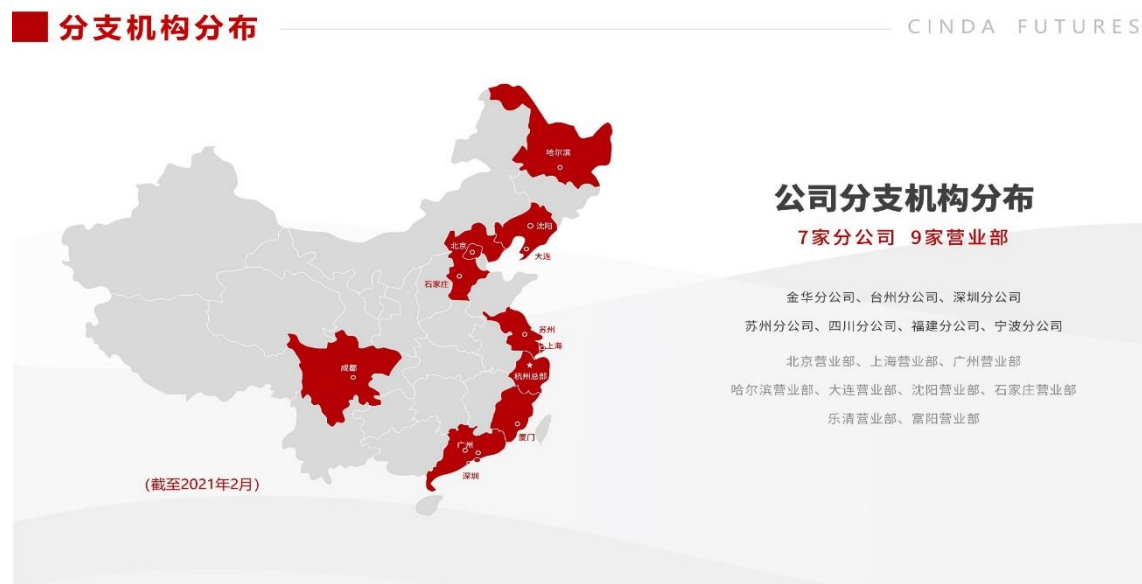 分支机构分布
CINDA FUTURES
哈尔滨
沈阳
北京
大连
石家庄
苏州
上海
成都
杭州总部
厦门
广州
深圳
(截至2021年2月)
公司分支机构分布
7家分公司 9家营业部
金华分公司、台州分公司、深圳分公司
苏州分公司、四川分公司、福建分公司、宁波分公司
北京营业部、上海营业部、广州营业部
哈尔滨营业部、大连营业部、沈阳营业部、石家庄营业部
乐清营业部、富阳营业部